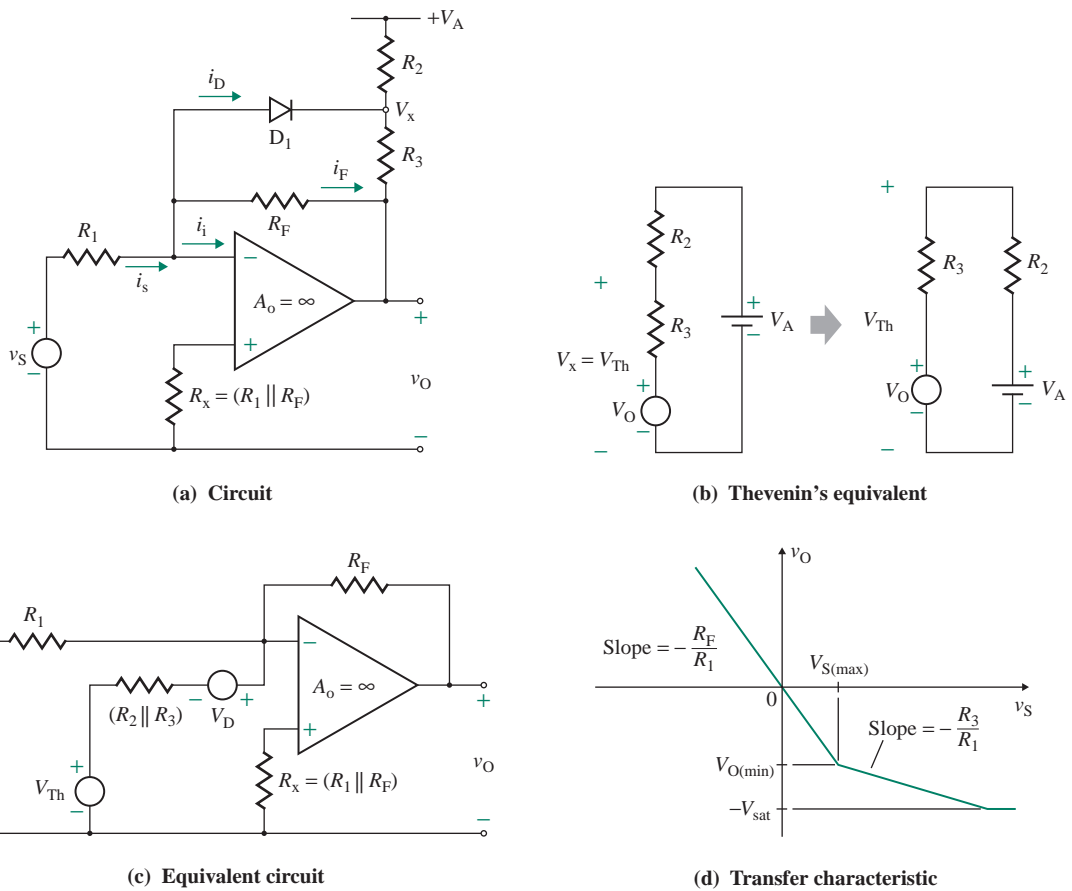 +V_A
R_2
i_D
V_x
D_1
R_3
i_F
R_F
R_1
i_i
i_s
−
A_o = ∞
+
+
v_S
−
+
R_x = (R_1 || R_F)
v_O
−
(a) Circuit
+
R_2
+
R_3
V_A
−
V_x = V_Th
+
V_O
−
−
+
R_3
R_2
V_Th
+
V_O
−
+
V_A
−
−
(b) Thevenin's equivalent
R_F
R_1
−
A_o = ∞
+
− V_D +
(R_2 || R_3)
+
V_Th
−
R_x = (R_1 || R_F)
+
v_O
−
(c) Equivalent circuit
v_O
Slope = − R_F/R_1
V_S(max)
0
v_S
Slope = − R_3/R_1
V_O(min)
−V_sat
(d) Transfer characteristic